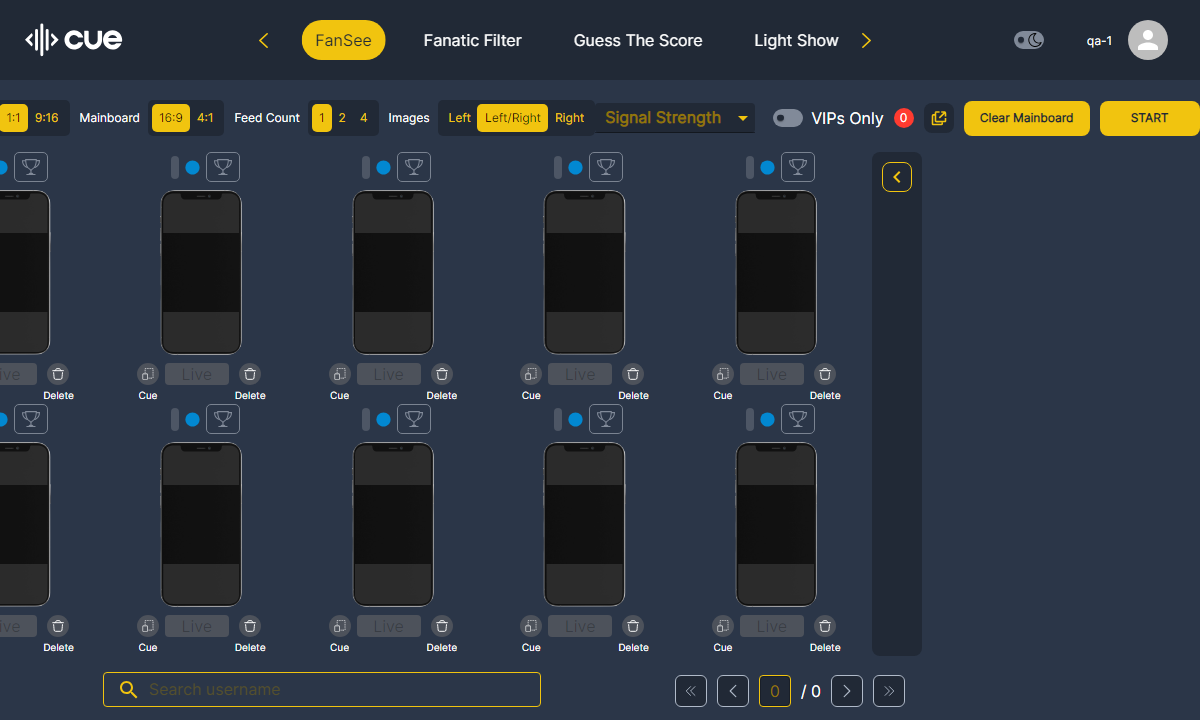 CUE
FanSee
Fanatic Filter
Guess The Score
Light Show
qa-1
1:1 9:16 Mainboard 16:9 4:1 Feed Count 1 2 4 Images Left Left/Right Right Signal Strength VIPs Only 0 Clear Mainboard START
Live Live Live Live
Delete Cue Delete Cue Delete Cue Delete Cue Delete
Live Live Live Live
Delete Cue Delete Cue Delete Cue Delete Cue Delete
Search username
0 / 0